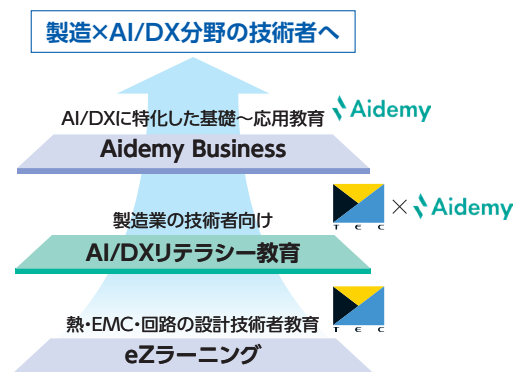 製造×AI/DX分野の技術者へ
AI/DXに特化した基礎～応用教育 Aidemy
Aidemy Business
製造業の技術者向け TEC × Aidemy
AI/DXリテラシー教育
熱・EMC・回路の設計技術者教育 TEC
eZラーニング